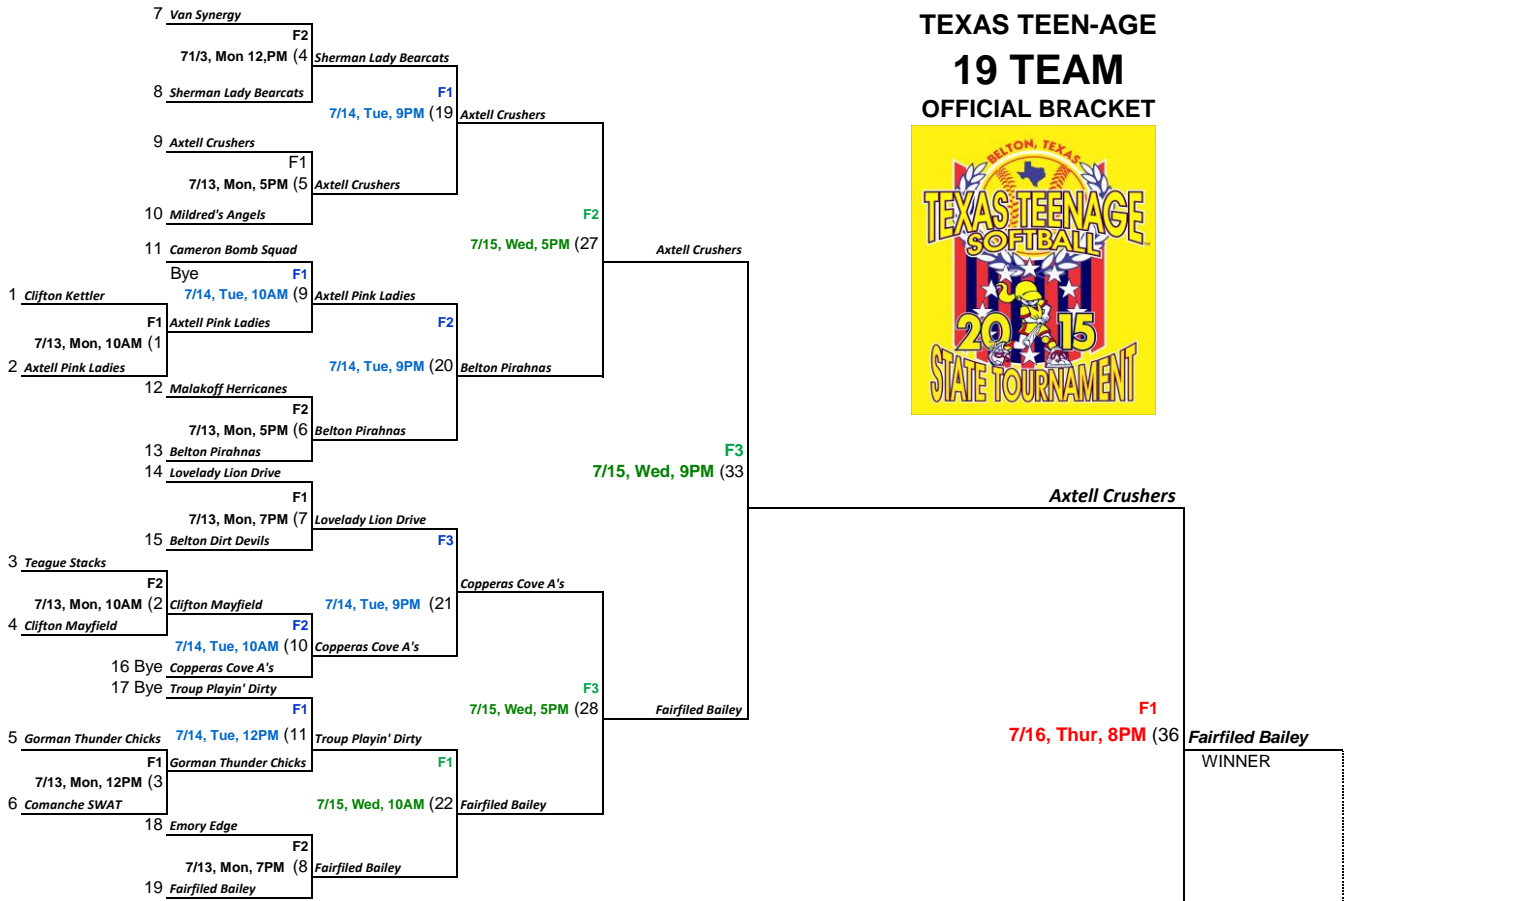 TEXAS TEEN-AGE
19 TEAM
OFFICIAL BRACKET
BELTON, TEXAS
TEXAS TEENAGE
SOFTBALL
2015
STATE TOURNAMENT
7 Van Synergy
F2
71/3, Mon 12,PM (4 Sherman Lady Bearcats
8 Sherman Lady Bearcats
F1
7/14, Tue, 9PM (19 Axtell Crushers
9 Axtell Crushers
F1
7/13, Mon, 5PM (5 Axtell Crushers
10 Mildred's Angels
F2
7/15, Wed, 5PM (27 Axtell Crushers
11 Cameron Bomb Squad
Bye F1
7/14, Tue, 10AM (9 Axtell Pink Ladies
1 Clifton Kettler
F1 Axtell Pink Ladies
7/13, Mon, 10AM (1
2 Axtell Pink Ladies
F2
7/14, Tue, 9PM (20 Belton Pirahnas
12 Malakoff Herricanes
F2
7/13, Mon, 5PM (6 Belton Pirahnas
13 Belton Pirahnas
F3
7/15, Wed, 9PM (33
Axtell Crushers
14 Lovelady Lion Drive
F1
7/13, Mon, 7PM (7 Lovelady Lion Drive
15 Belton Dirt Devils
F3
Copperas Cove A's
7/14, Tue, 9PM (21
3 Teague Stacks
F2
7/13, Mon, 10AM (2 Clifton Mayfield
4 Clifton Mayfield
F2
7/14, Tue, 10AM (10 Copperas Cove A's
16 Bye Copperas Cove A's
17 Bye Troup Playin' Dirty
F3
7/15, Wed, 5PM (28 Fairfiled Bailey
F1
7/14, Tue, 12PM (11 Troup Playin' Dirty
5 Gorman Thunder Chicks
F1 Gorman Thunder Chicks
7/13, Mon, 12PM (3
6 Comanche SWAT
F1
7/15, Wed, 10AM (22 Fairfiled Bailey
18 Emory Edge
F2
7/13, Mon, 7PM (8 Fairfiled Bailey
19 Fairfiled Bailey
F1
7/16, Thur, 8PM (36 Fairfiled Bailey
WINNER